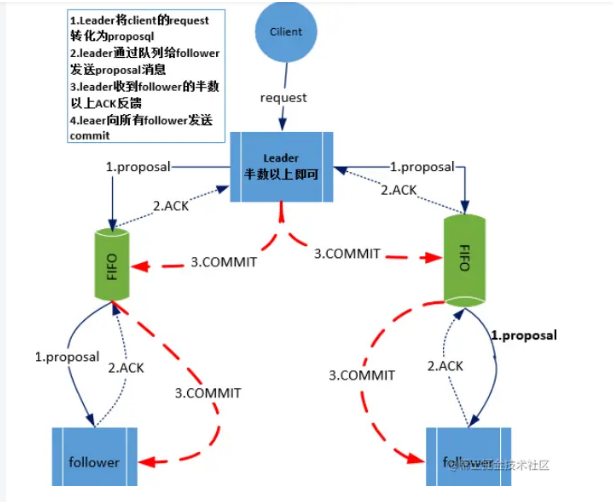 1.Leader将client的request
转化为proposql
2.leader通过队列给follower
发送proposal消息
3.leader收到follower的半数
以上ACK反馈
4.leaer向所有follower发送
commit
Cilient
request
Leader
半数以上即可
1.proposal
1.proposal
2.ACK
2.ACK
FIFO
FIFO
3.COMMIT
3.COMMIT
1.proposal
1.proposal
2.ACK
2.ACK
3.COMMIT
3.COMMIT
follower
follower
@稀土掘金技术社区